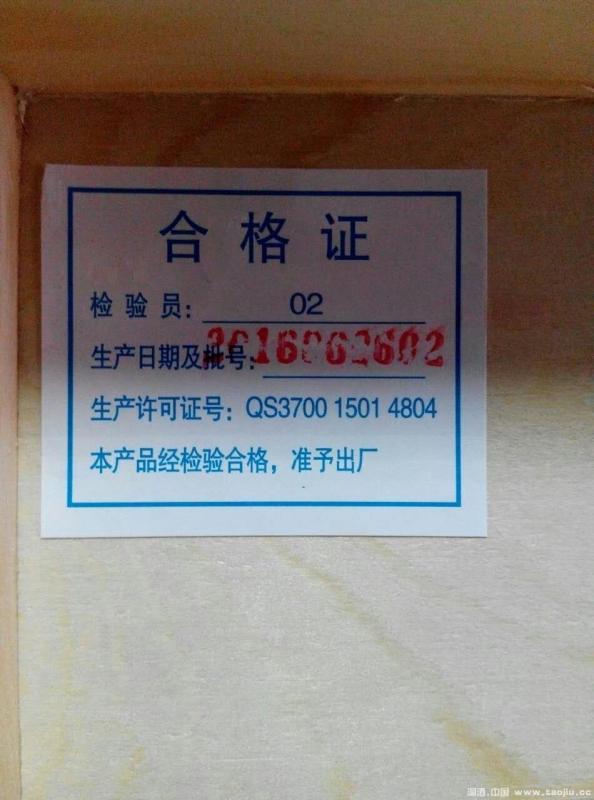 合格证
检验员: 02
生产日期及批号: 2016062602
生产许可证号: QS3700 1501 4804
本产品经检验合格，准予出厂
淘酒.中国 www.taojiu.cc